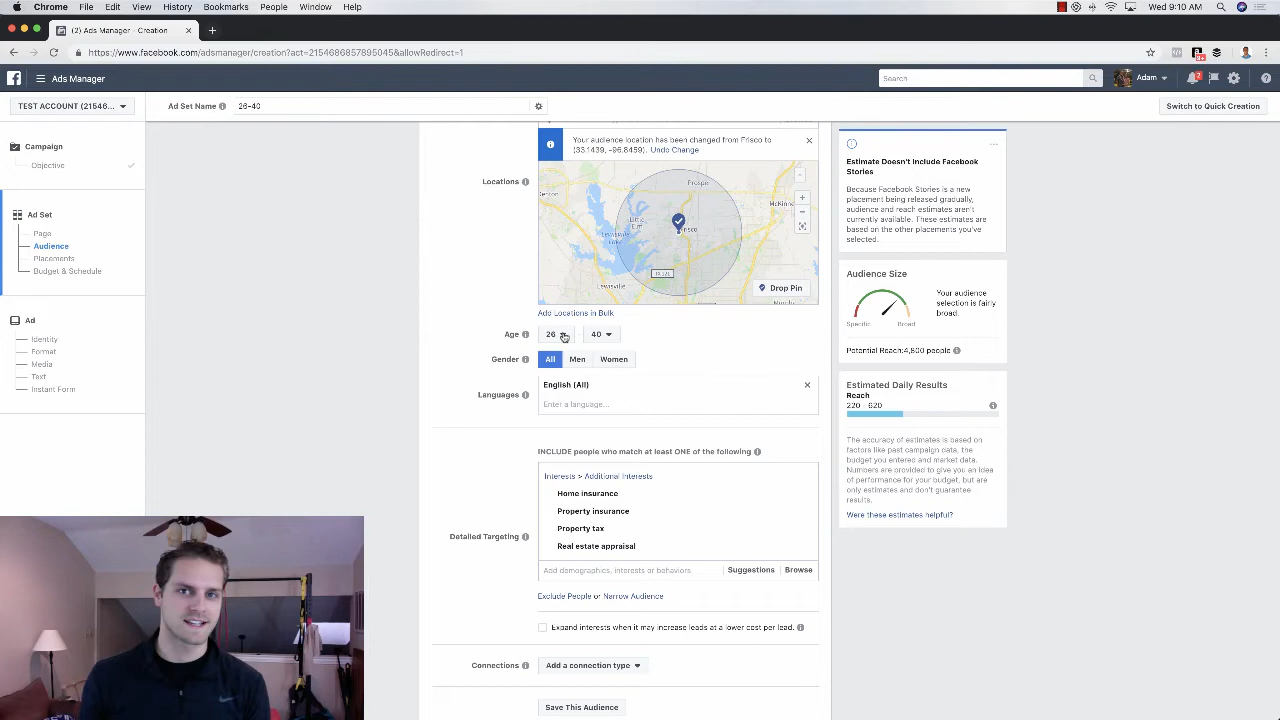 Chrome File Edit View History Bookmarks People Window Help Wed 9:10 AM
(2) Ads Manager - Creation
https://www.facebook.com/adsmanager/creation?act=2154686857895045&allowRedirect=1
Ads Manager
Search
Adam
2
TEST ACCOUNT (21546...
Ad Set Name
26-40
Switch to Quick Creation
Campaign
Objective
Ad Set
Page
Audience
Placements
Budget & Schedule
Ad
Identity
Format
Media
Text
Instant Form
Your audience location has been changed from Frisco to
(33.1439, -96.8459). Undo Change
Locations
Prosper
McKinn
Little
Elm
Lewisville
Lake
Frisco
Lewisville
Drop Pin
Add Locations in Bulk
Age 26 - 40
Gender All Men Women
Languages
English (All)
Enter a language...
INCLUDE people who match at least ONE of the following
Detailed Targeting
Interests > Additional Interests
Home insurance
Property insurance
Property tax
Real estate appraisal
Add demographics, interests or behaviors Suggestions Browse
Exclude People or Narrow Audience
Expand interests when it may increase leads at a lower cost per lead.
Connections Add a connection type
Save This Audience
Estimate Doesn't Include Facebook
Stories
Because Facebook Stories is a new
placement being released gradually,
audience and reach estimates aren't
currently available. These estimates are
based on the other placements you've
selected.
Audience Size
Your audience
selection is fairly
broad.
Specific Broad
Potential Reach:4,800 people
Estimated Daily Results
Reach
220 - 620
The accuracy of estimates is based on
factors like past campaign data, the
budget you entered and market data.
Numbers are provided to give you an idea
of performance for your budget, but are
only estimates and don't guarantee
results.
Were these estimates helpful?